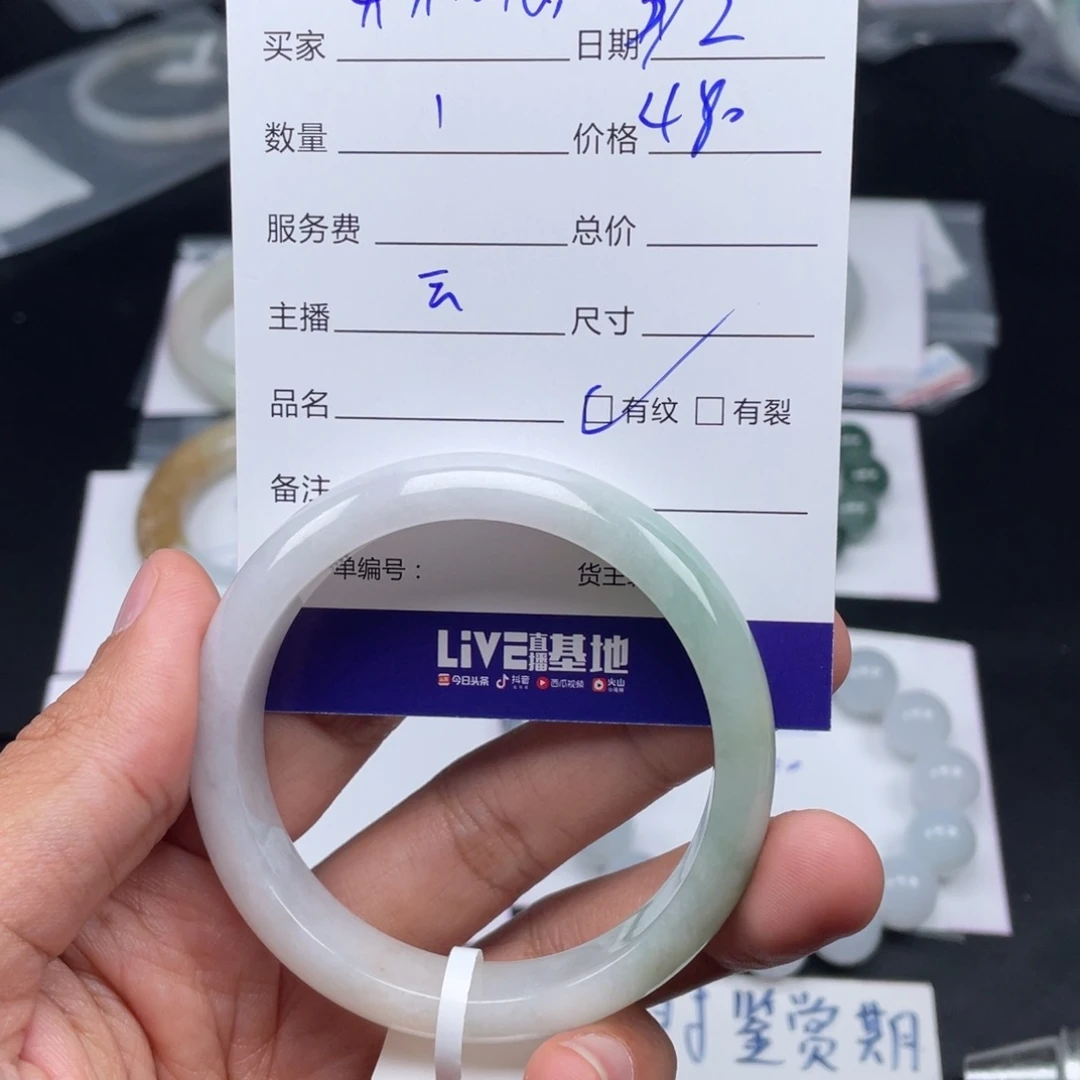 买家 日期
数量 1 价格 480
服务费 总价
主播 云 尺寸
品名 □有纹 □有裂
备注
单编号： 货主
LiVE直播基地
今日头条 抖音 西瓜视频 火山
时鉴赏期